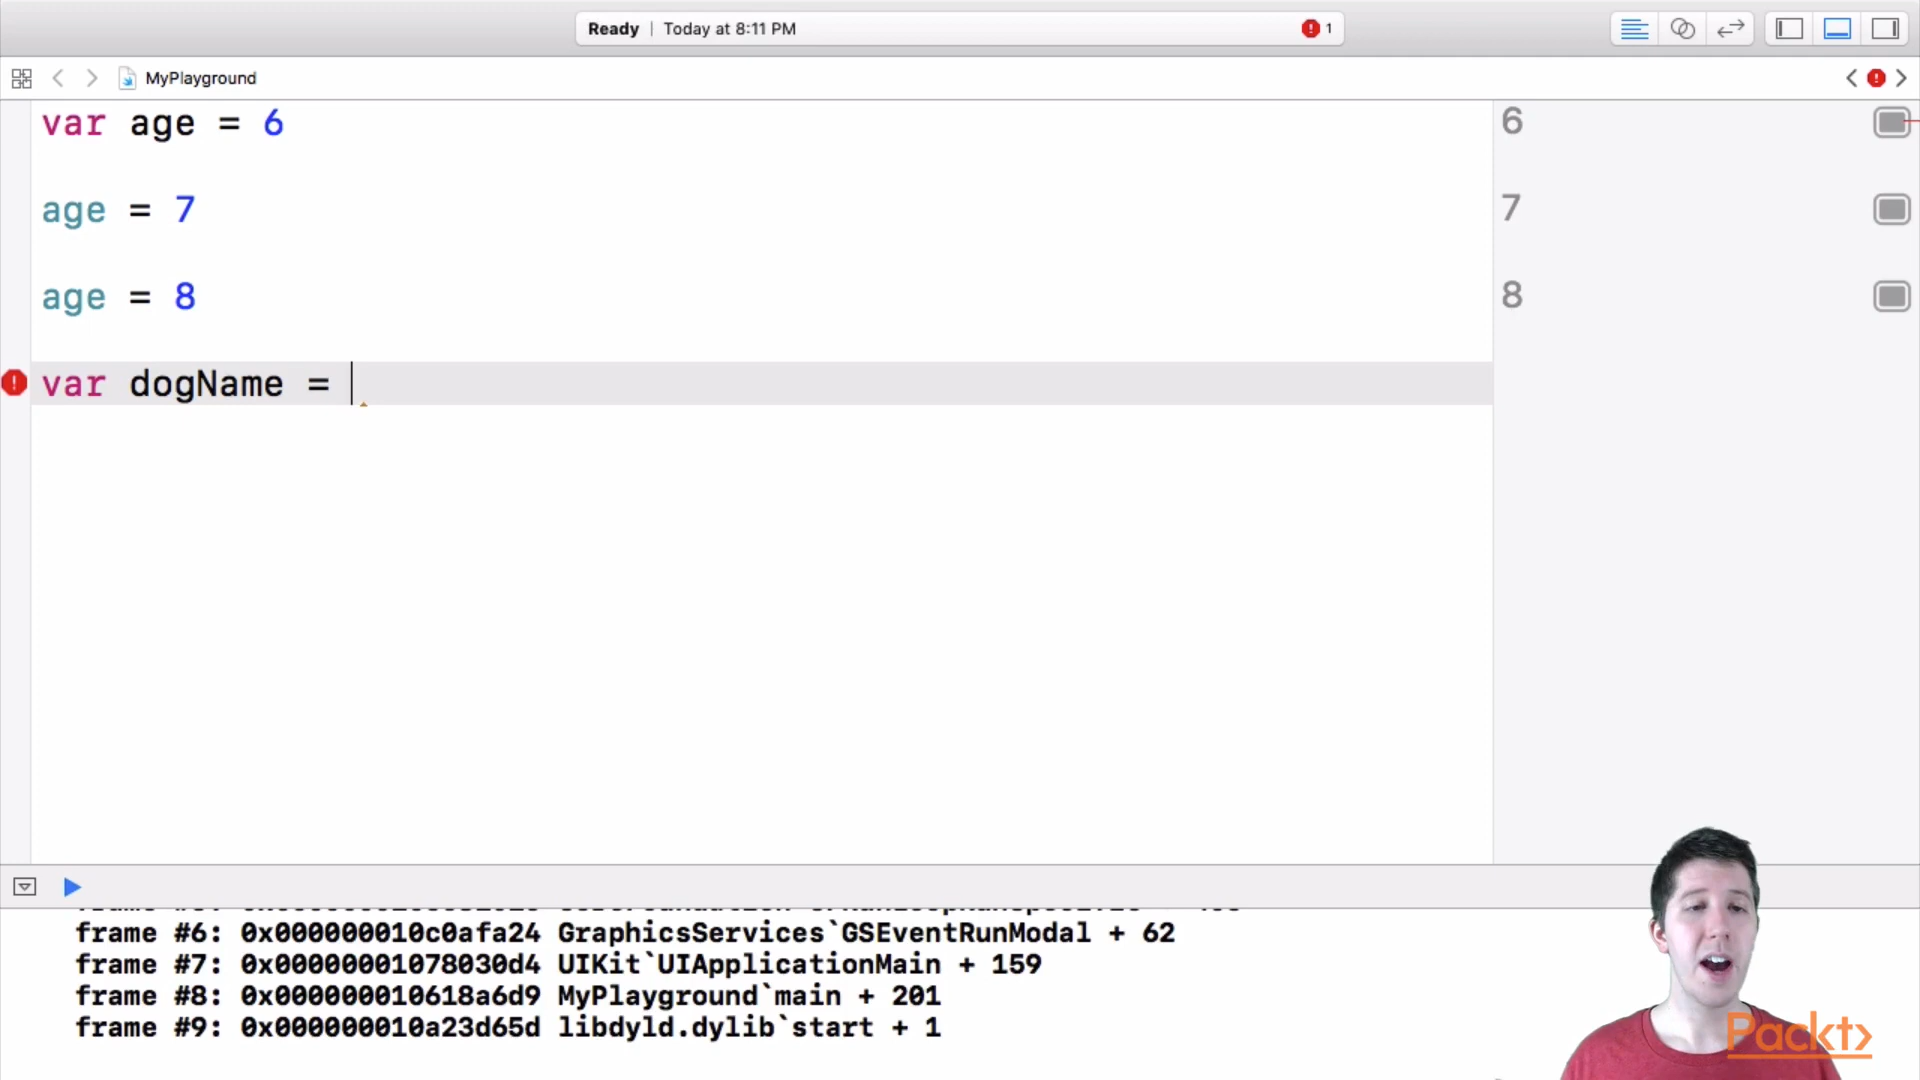 Ready | Today at 8:11 PM 1
MyPlayground
var age = 6 6
age = 7 7
age = 8 8
var dogName =
frame #6: 0x000000010c0afa24 GraphicsServices`GSEventRunModal + 62
frame #7: 0x00000001078030d4 UIKit`UIApplicationMain + 159
frame #8: 0x000000010618a6d9 MyPlayground`main + 201
frame #9: 0x000000010a23d65d libdyld.dylib`start + 1
Packt>